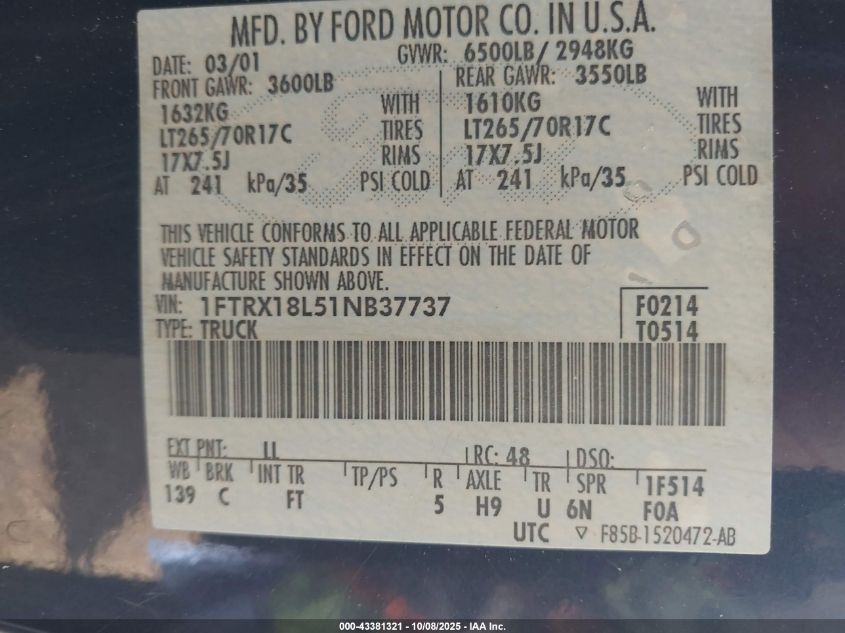 MFD. BY FORD MOTOR CO. IN U.S.A.
DATE: 03/01 GVWR: 6500LB/ 2948KG
FRONT GAWR: 3600LB REAR GAWR: 3550LB
1632KG WITH 1610KG WITH
LT265/70R17C TIRES LT265/70R17C TIRES
17X7.5J RIMS 17X7.5J RIMS
AT 241 kPa/35 PSI COLD AT 241 kPa/35 PSI COLD
THIS VEHICLE CONFORMS TO ALL APPLICABLE FEDERAL MOTOR
VEHICLE SAFETY STANDARDS IN EFFECT ON THE DATE OF
MANUFACTURE SHOWN ABOVE.
VIN: 1FTRX18L51NB37737 F0214
TYPE: TRUCK T0514
EXT PNT: LL RC: 48 DSO:
WB BRK INT TR TP/PS R AXLE TR SPR 1F514
139 C FT 5 H9 U 6N F0A
UTC ▽ F85B-1520472-AB
000-43381321 - 10/08/2025 - IAA Inc.